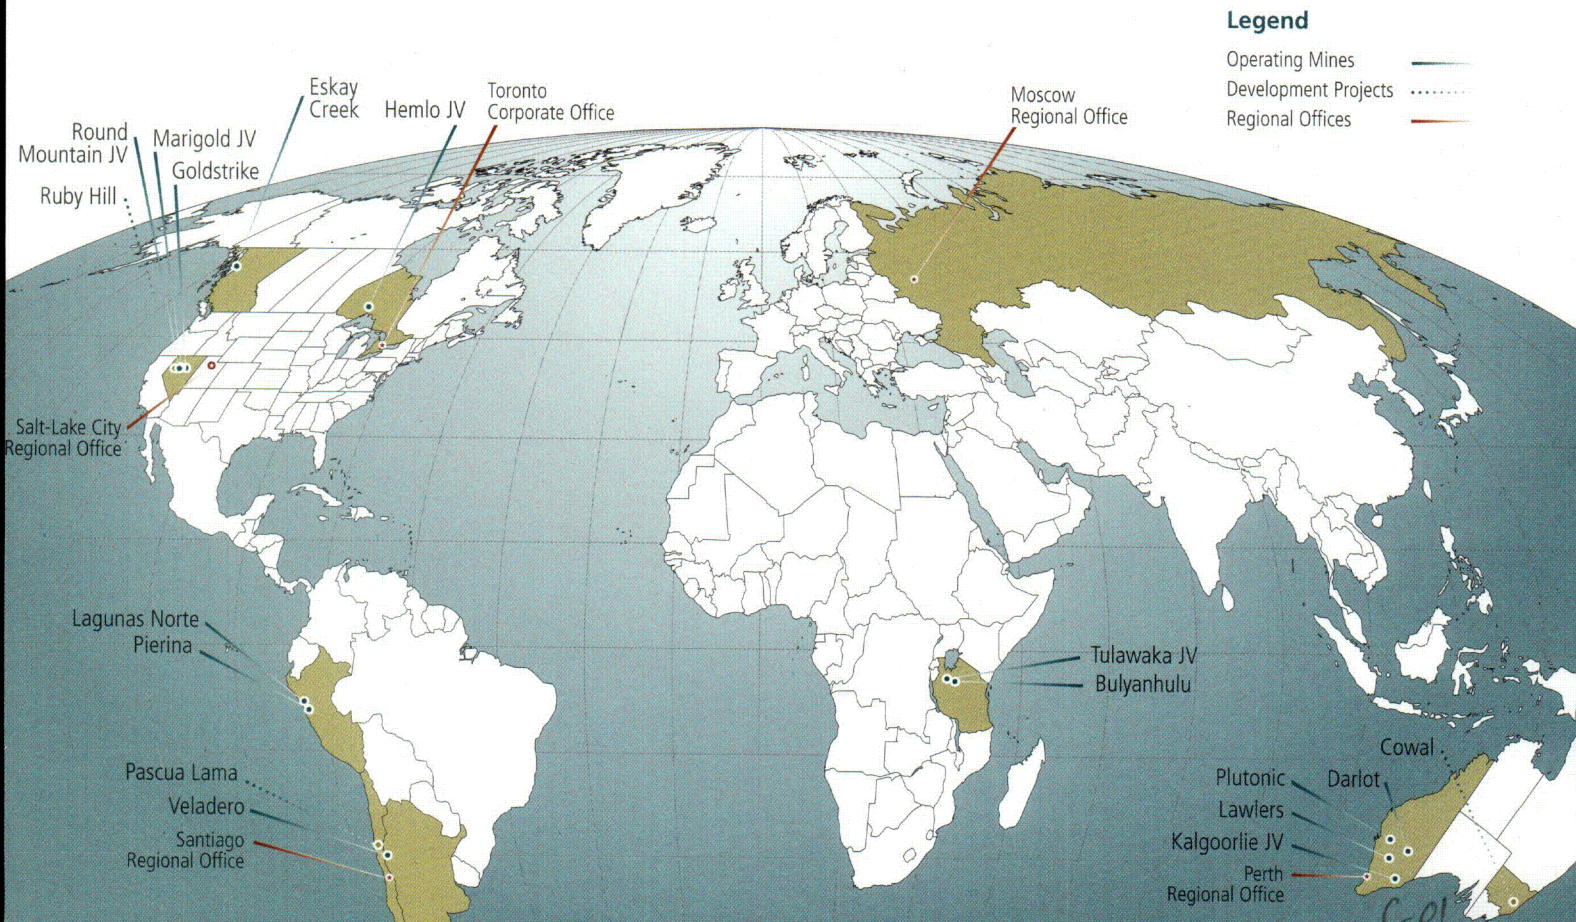 Legend
Operating Mines
Development Projects
Regional Offices
Eskay
Creek
Hemlo JV
Toronto
Corporate Office
Moscow
Regional Office
Round
Mountain JV
Marigold JV
Goldstrike
Ruby Hill
Salt-Lake City
Regional Office
Lagunas Norte
Pierina
Tulawaka JV
Bulyanhulu
Pascua Lama
Veladero
Santiago
Regional Office
Cowal
Plutonic
Darlot
Lawlers
Kalgoorlie JV
Perth
Regional Office